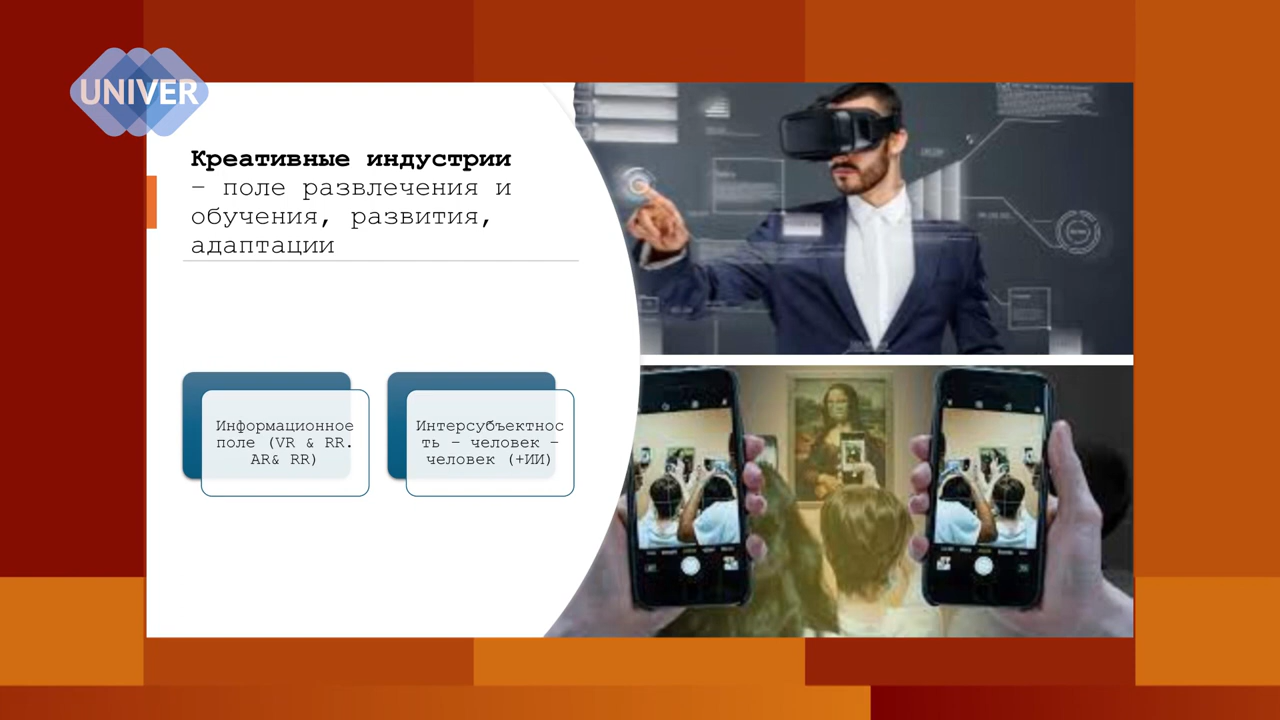 UNIVER
Креативные индустрии
– поле развлечения и
обучения, развития,
адаптации
Информационное
поле (VR & RR.
AR& RR)
Интерсубъектнос
ть – человек –
человек (+ИИ)